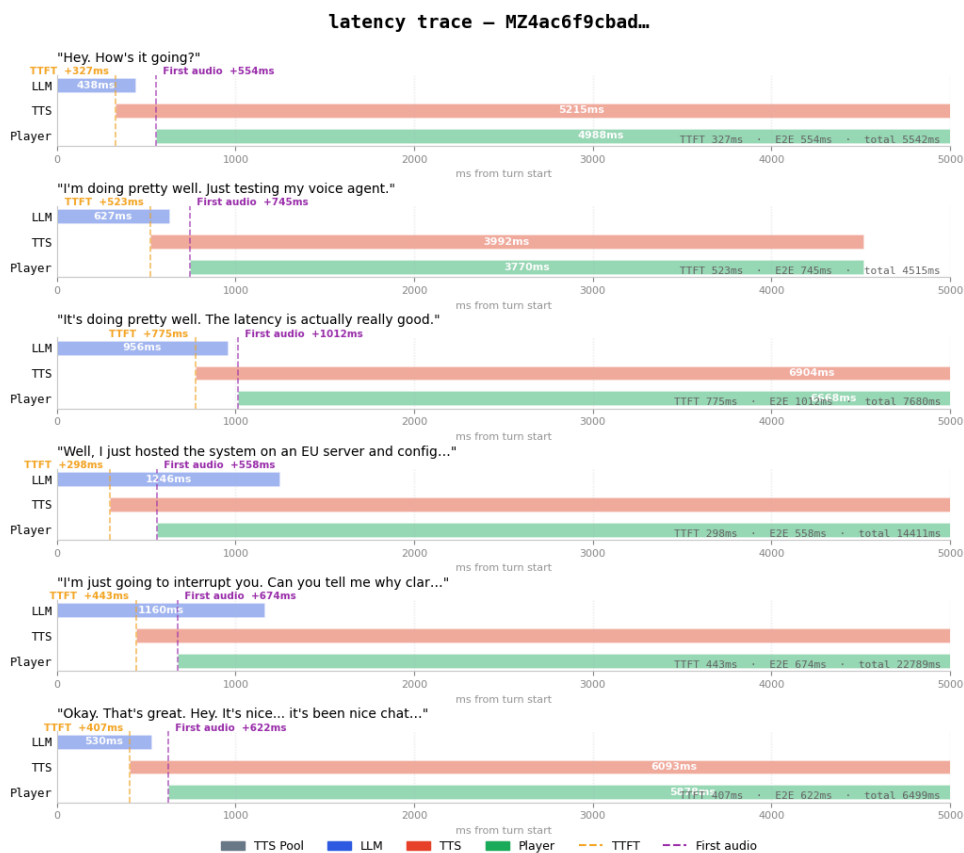 latency trace — MZ4ac6f9cbad…
"Hey. How's it going?"
TTFT +327ms First audio +554ms
LLM 438ms
TTS 5215ms
Player 4988ms
TTFT 327ms · E2E 554ms · total 5542ms
0 1000 2000 3000 4000 5000
ms from turn start
"I'm doing pretty well. Just testing my voice agent."
TTFT +523ms First audio +745ms
LLM 627ms
TTS 3992ms
Player 3770ms
TTFT 523ms · E2E 745ms · total 4515ms
0 1000 2000 3000 4000 5000
ms from turn start
"It's doing pretty well. The latency is actually really good."
TTFT +775ms First audio +1012ms
LLM 956ms
TTS 6904ms
Player 6668ms
TTFT 775ms · E2E 1012ms · total 7680ms
0 1000 2000 3000 4000 5000
ms from turn start
"Well, I just hosted the system on an EU server and config…"
TTFT +298ms First audio +558ms
LLM 1246ms
TTS
Player
TTFT 298ms · E2E 558ms · total 14411ms
0 1000 2000 3000 4000 5000
ms from turn start
"I'm just going to interrupt you. Can you tell me why clar…"
TTFT +443ms First audio +674ms
LLM 1160ms
TTS
Player
TTFT 443ms · E2E 674ms · total 22789ms
0 1000 2000 3000 4000 5000
ms from turn start
"Okay. That's great. Hey. It's nice... it's been nice chat…"
TTFT +407ms First audio +622ms
LLM 530ms
TTS 6093ms
Player
TTFT 407ms · E2E 622ms · total 6499ms
0 1000 2000 3000 4000 5000
ms from turn start
TTS Pool LLM TTS Player TTFT First audio